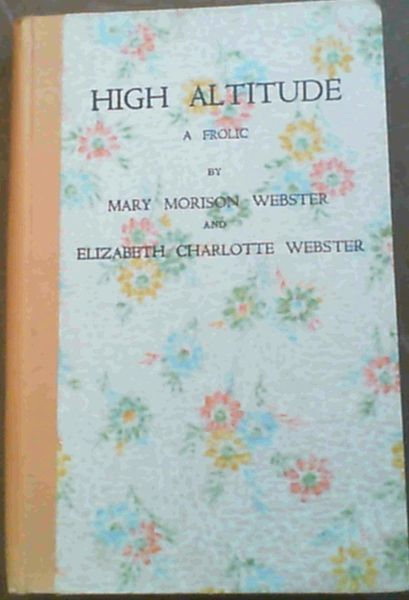 HIGH ALTITUDE
A FROLIC
BY
MARY MORISON WEBSTER
AND
ELIZABETH CHARLOTTE WEBSTER